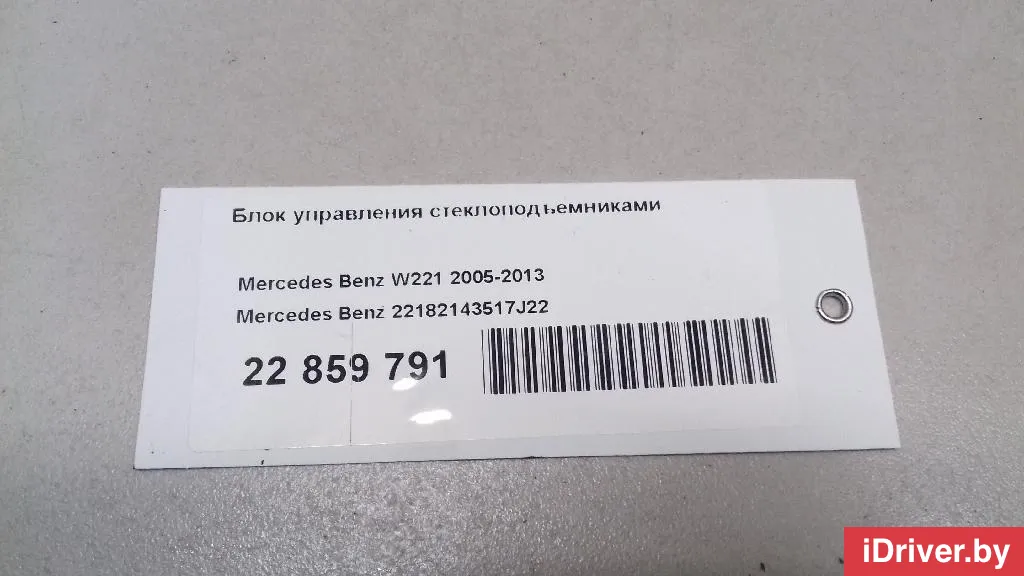 Блок управления стеклоподъемниками
Mercedes Benz W221 2005-2013
Mercedes Benz 22182143517J22
22 859 791
iDriver.by